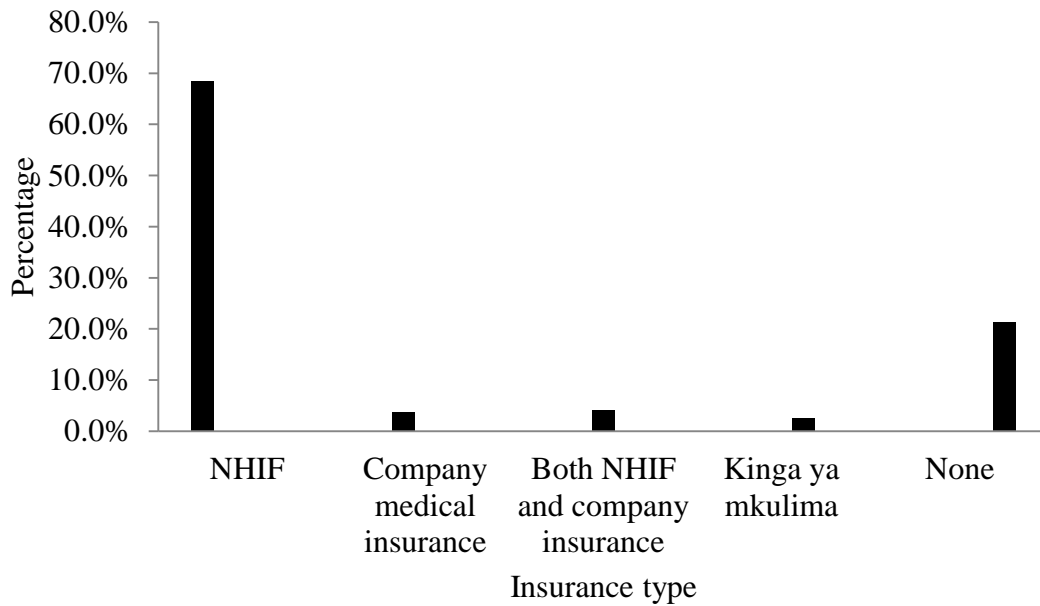 80.0%
70.0%
60.0%
50.0%
40.0%
30.0%
20.0%
10.0%
0.0%
Percentage
NHIF
Company
medical
insurance
Both NHIF
and company
insurance
Kinga ya
mkulima
None
Insurance type